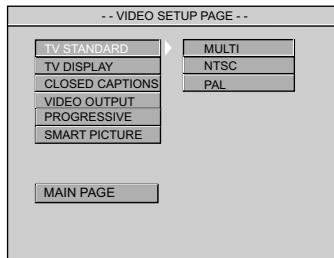 - - VIDEO SETUP PAGE - -
TV STANDARD
MULTI
TV DISPLAY
NTSC
CLOSED CAPTIONS
PAL
VIDEO OUTPUT
PROGRESSIVE
SMART PICTURE
MAIN PAGE